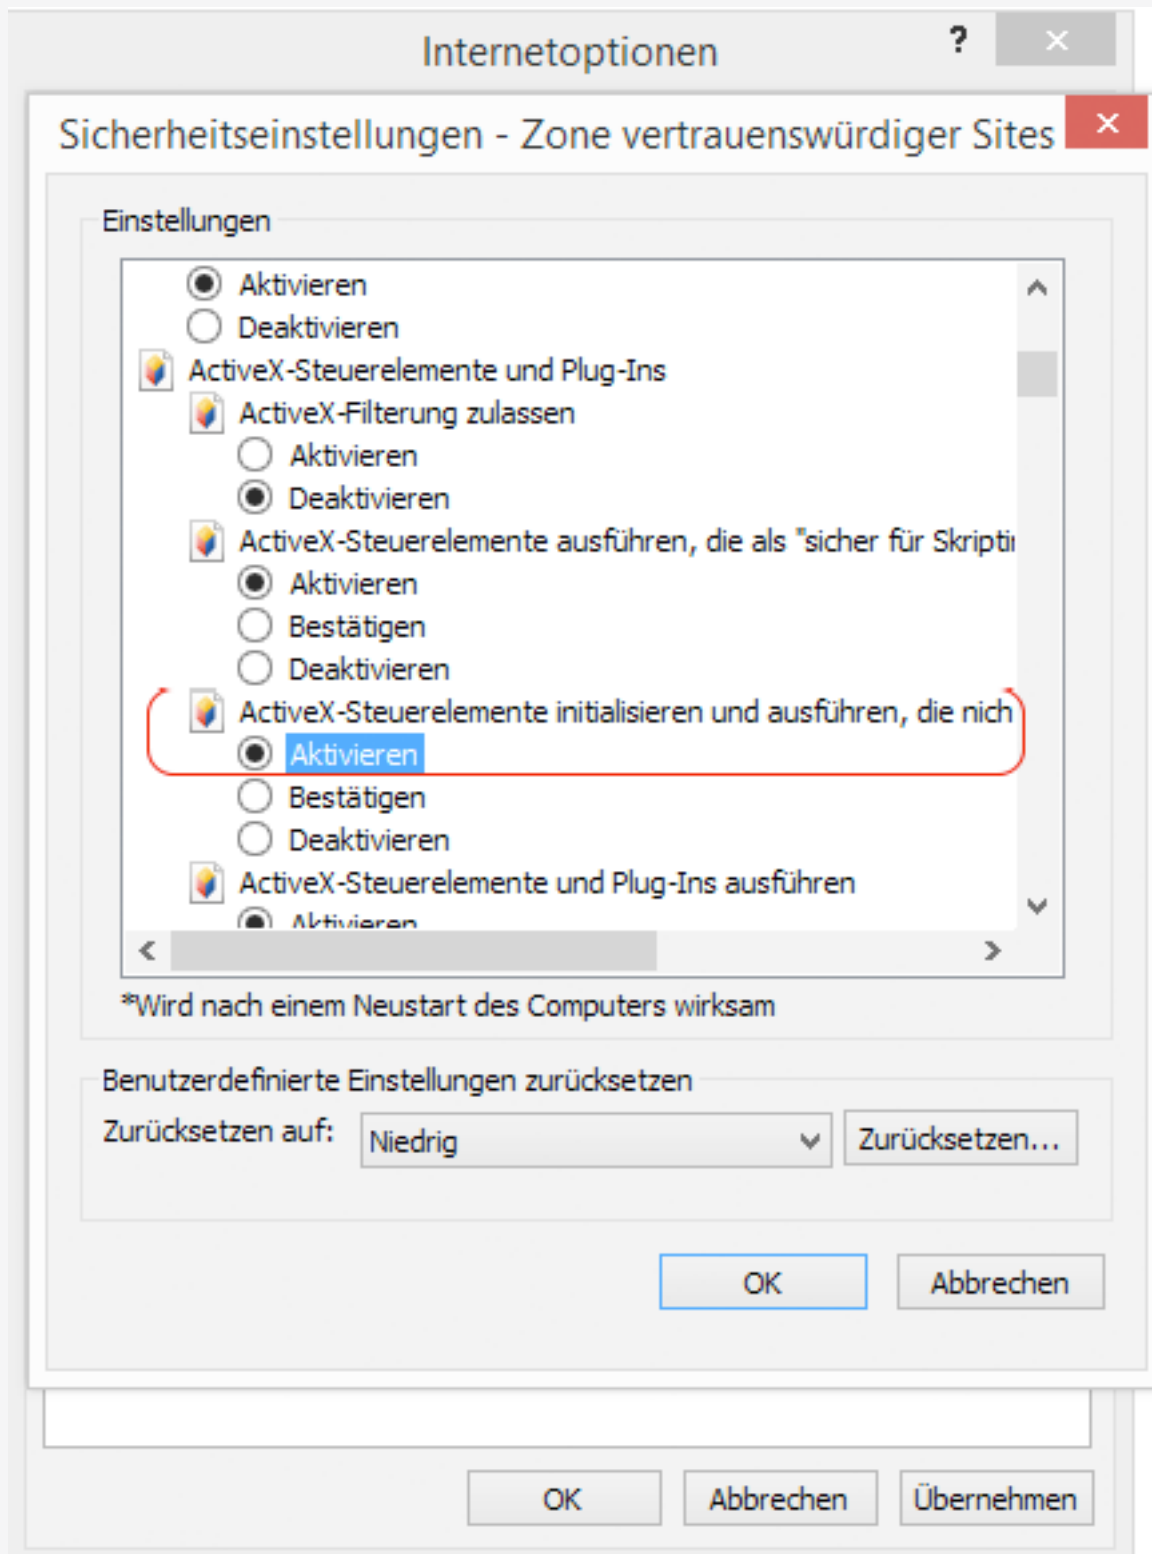 Internetoptionen
?
Sicherheitseinstellungen - Zone vertrauenswürdiger Sites
Einstellungen
Aktivieren
Deaktivieren
ActiveX-Steuerelemente und Plug-Ins
ActiveX-Filterung zulassen
Aktivieren
Deaktivieren
ActiveX-Steuerelemente ausführen, die als "sicher für Skripti
Aktivieren
Bestätigen
Deaktivieren
ActiveX-Steuerelemente initialisieren und ausführen, die nich
Aktivieren
Bestätigen
Deaktivieren
ActiveX-Steuerelemente und Plug-Ins ausführen
Aktivieren
*Wird nach einem Neustart des Computers wirksam
Benutzerdefinierte Einstellungen zurücksetzen
Zurücksetzen auf: Niedrig Zurücksetzen...
OK Abbrechen
OK Abbrechen Übernehmen